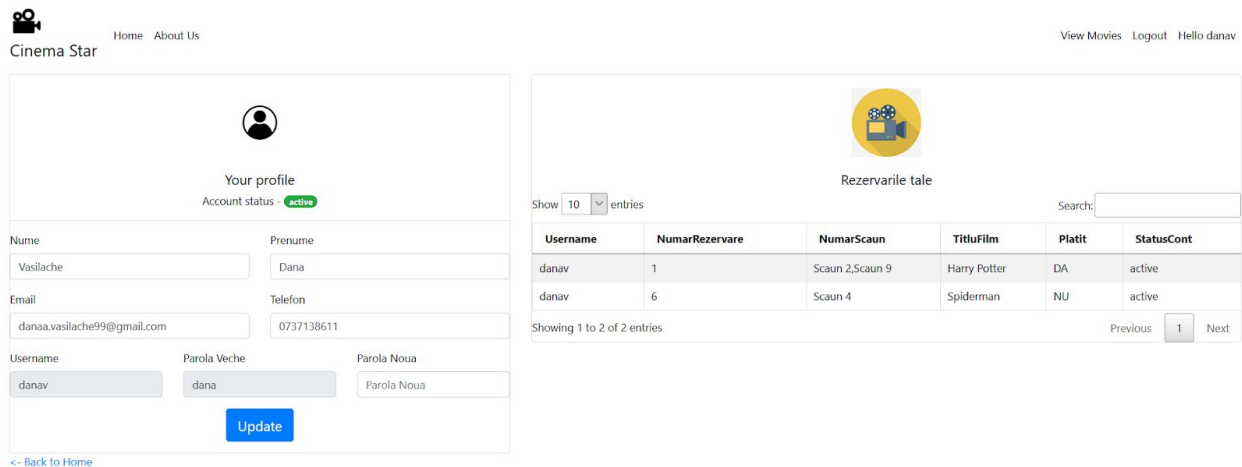 Cinema Star
Home About Us
View Movies Logout Hello danav
Your profile
Account status - active
Nume Prenume
Vasilache Dana
Email Telefon
danaa.vasilache99@gmail.com 0737138611
Username Parola Veche Parola Noua
danav dana Parola Noua
Update
<- Back to Home
Rezervarile tale
Show 10 entries Search:
Username NumarRezervare NumarScaun TitluFilm Platit StatusCont
danav 1 Scaun 2,Scaun 9 Harry Potter DA active
danav 6 Scaun 4 Spiderman NU active
Showing 1 to 2 of 2 entries Previous 1 Next